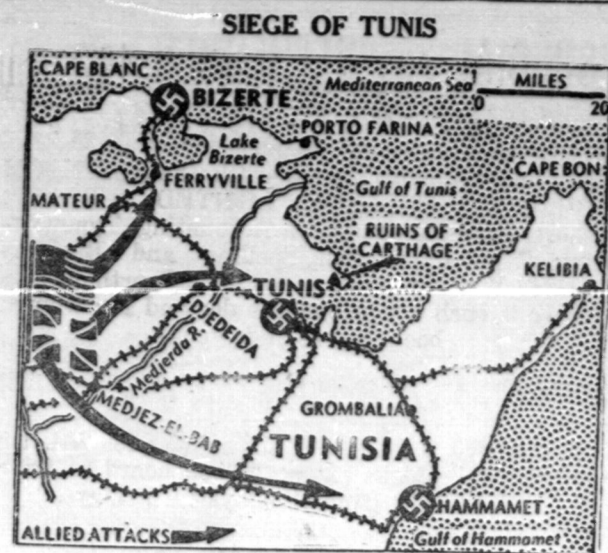 SIEGE OF TUNIS
CAPE BLANC
Mediterranean Sea
MILES
0 20
BIZERTE
Lake
Bizerte
PORTO FARINA
FERRYVILLE
CAPE BON
MATEUR
Gulf of Tunis
RUINS OF
CARTHAGE
KELIBIA
TUNIS
DJEDEIDA
Medjerda R.
MEDJEZ-EL-BAB
GROMBALIA
TUNISIA
HAMMAMET
Gulf of Hammamet
ALLIED ATTACKS